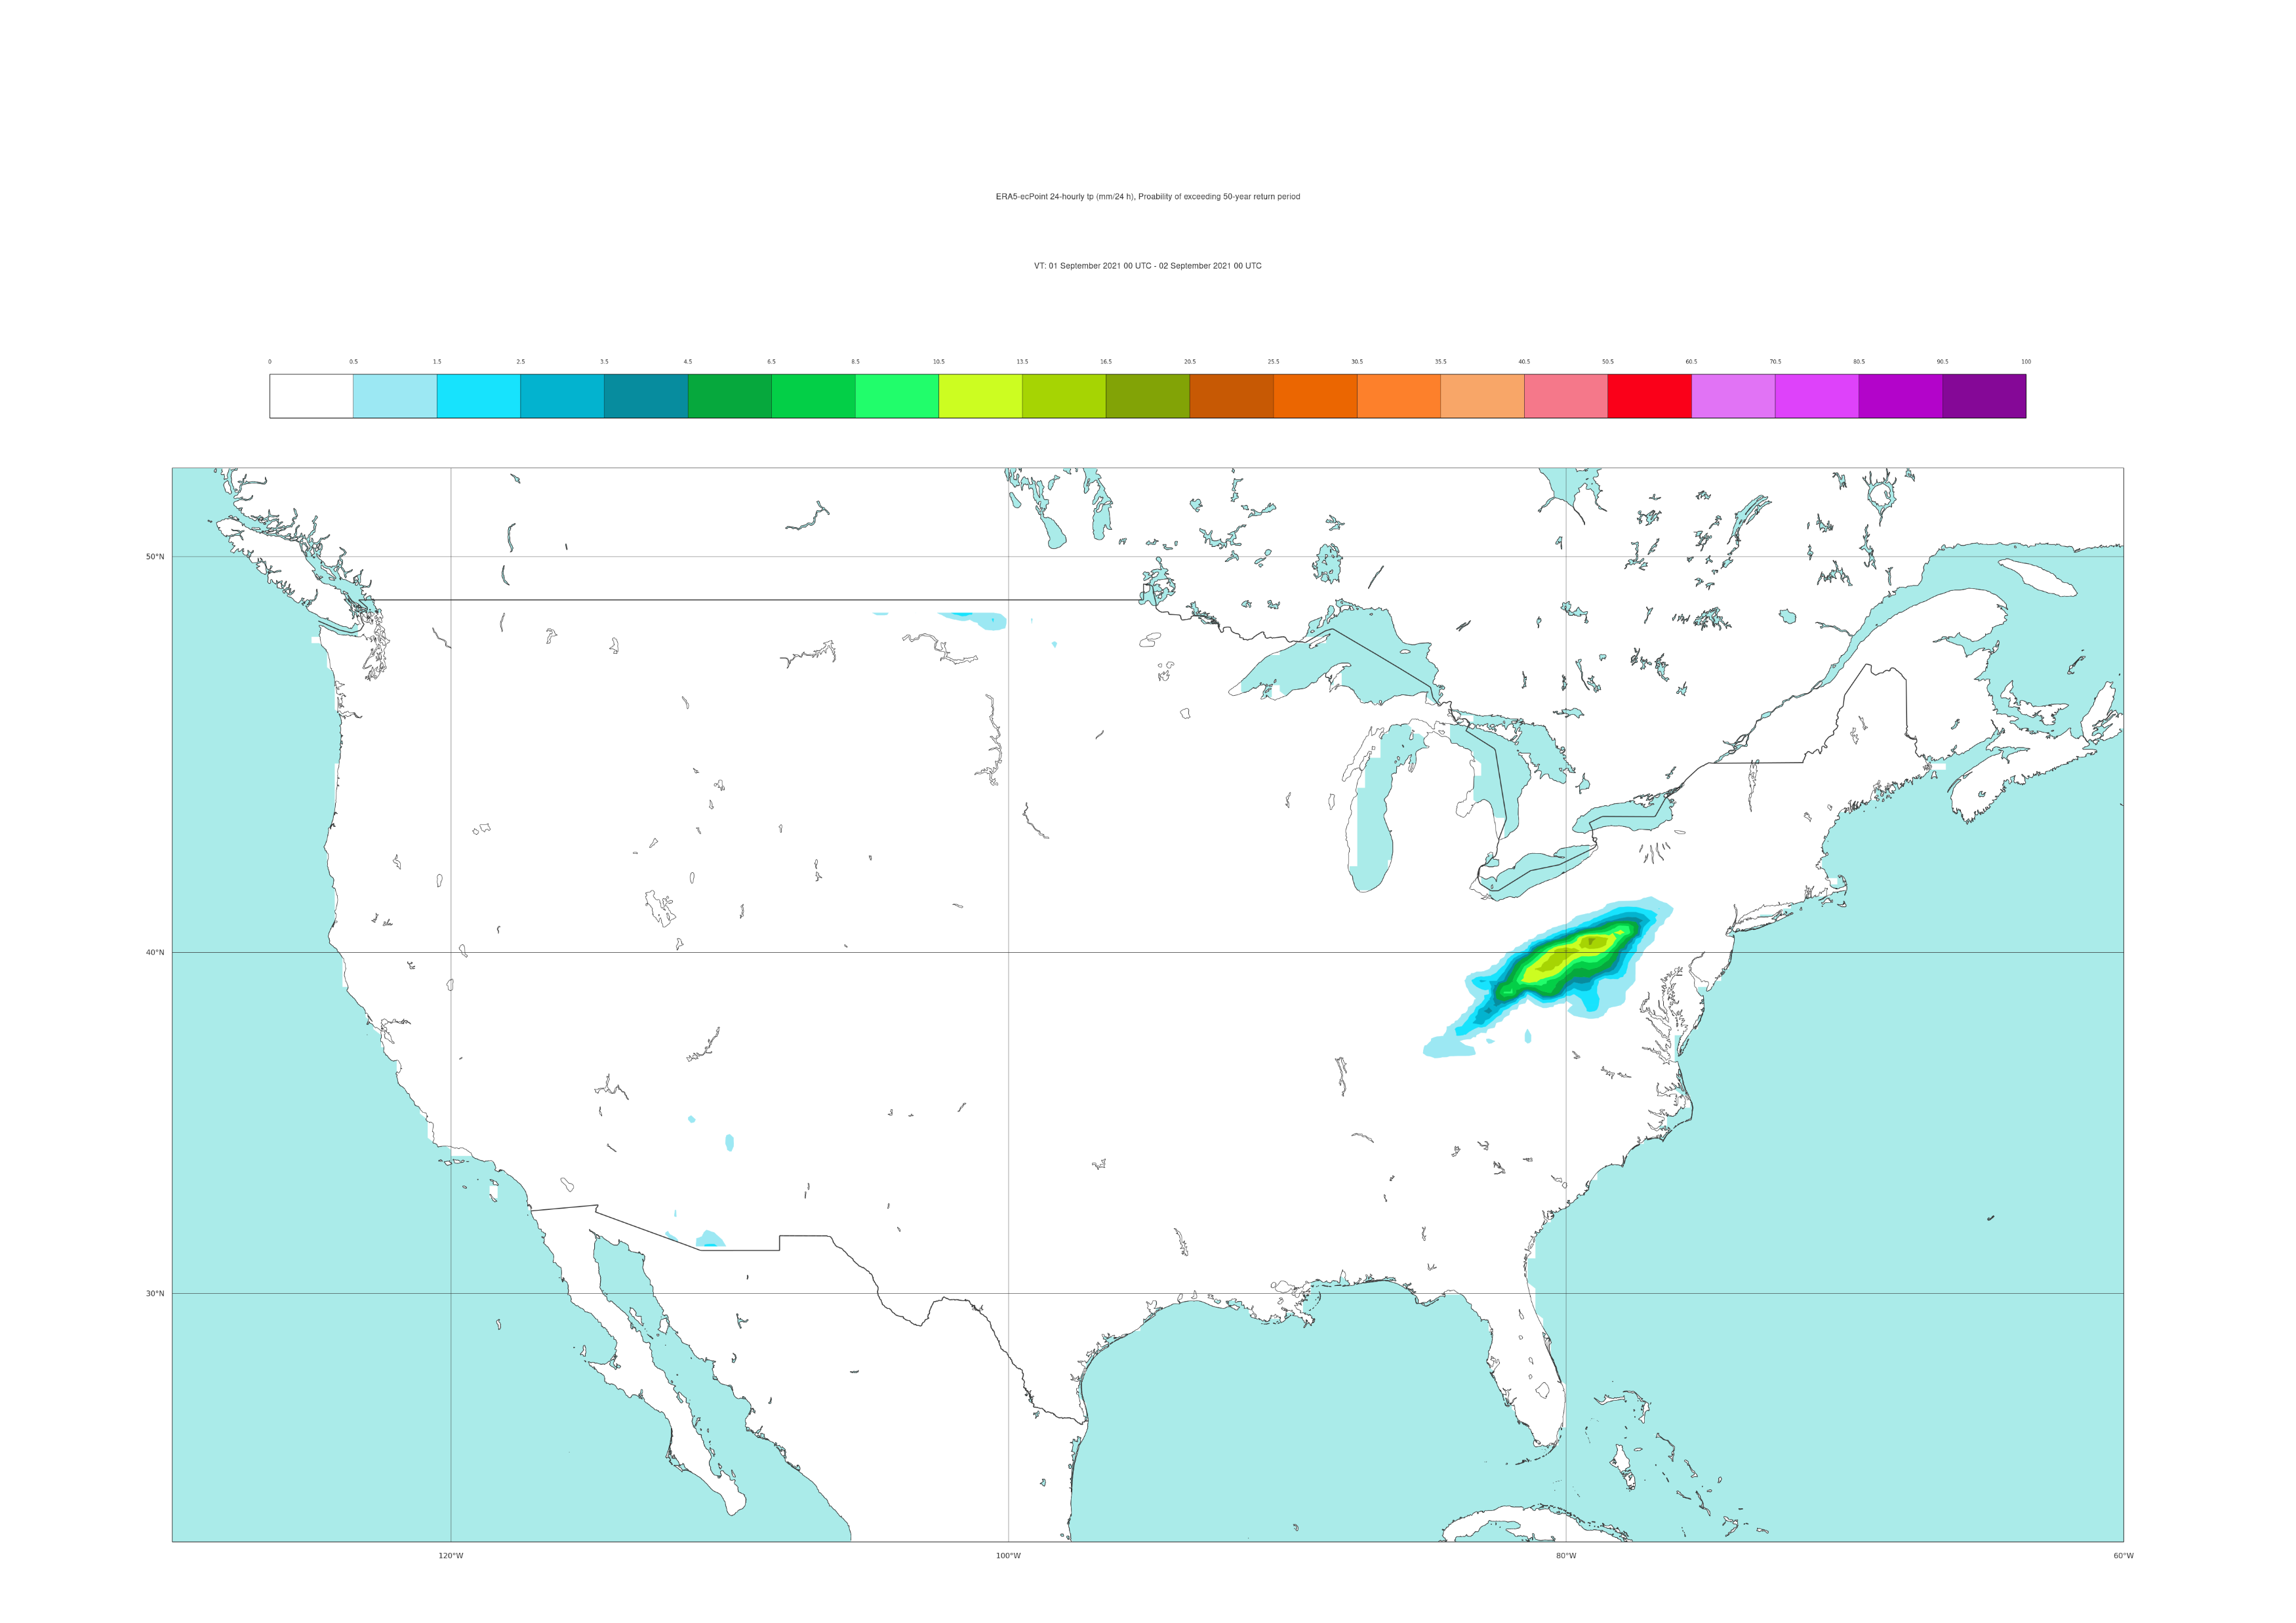 ERA5-ecPoint 24-hourly tp (mm/24 h), Proability of exceeding 50-year return period
VT: 01 September 2021 00 UTC - 02 September 2021 00 UTC
0 0.5 1.5 2.5 3.5 4.5 6.5 8.5 10.5 13.5 16.5 20.5 25.5 30.5 35.5 40.5 50.5 60.5 70.5 80.5 90.5 100
50°N
40°N
30°N
120°W 100°W 80°W 60°W